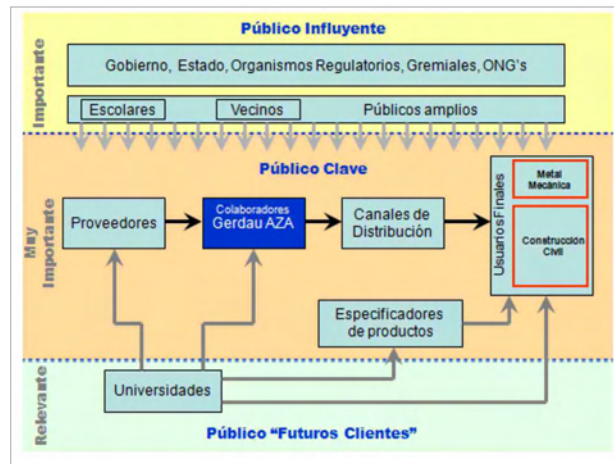 Público Influyente
Importante
Gobierno, Estado, Organismos Regulatorios, Gremiales, ONG's
Escolares
Vecinos
Públicos amplios
Público Clave
Muy
Importante
Proveedores
Colaboradores
Gerdau AZA
Canales de
Distribución
Usuarios Finales
Metal
Mecánica
Construcción
Civil
Especificadores
de productos
Relevante
Universidades
Público “Futuros Clientes”